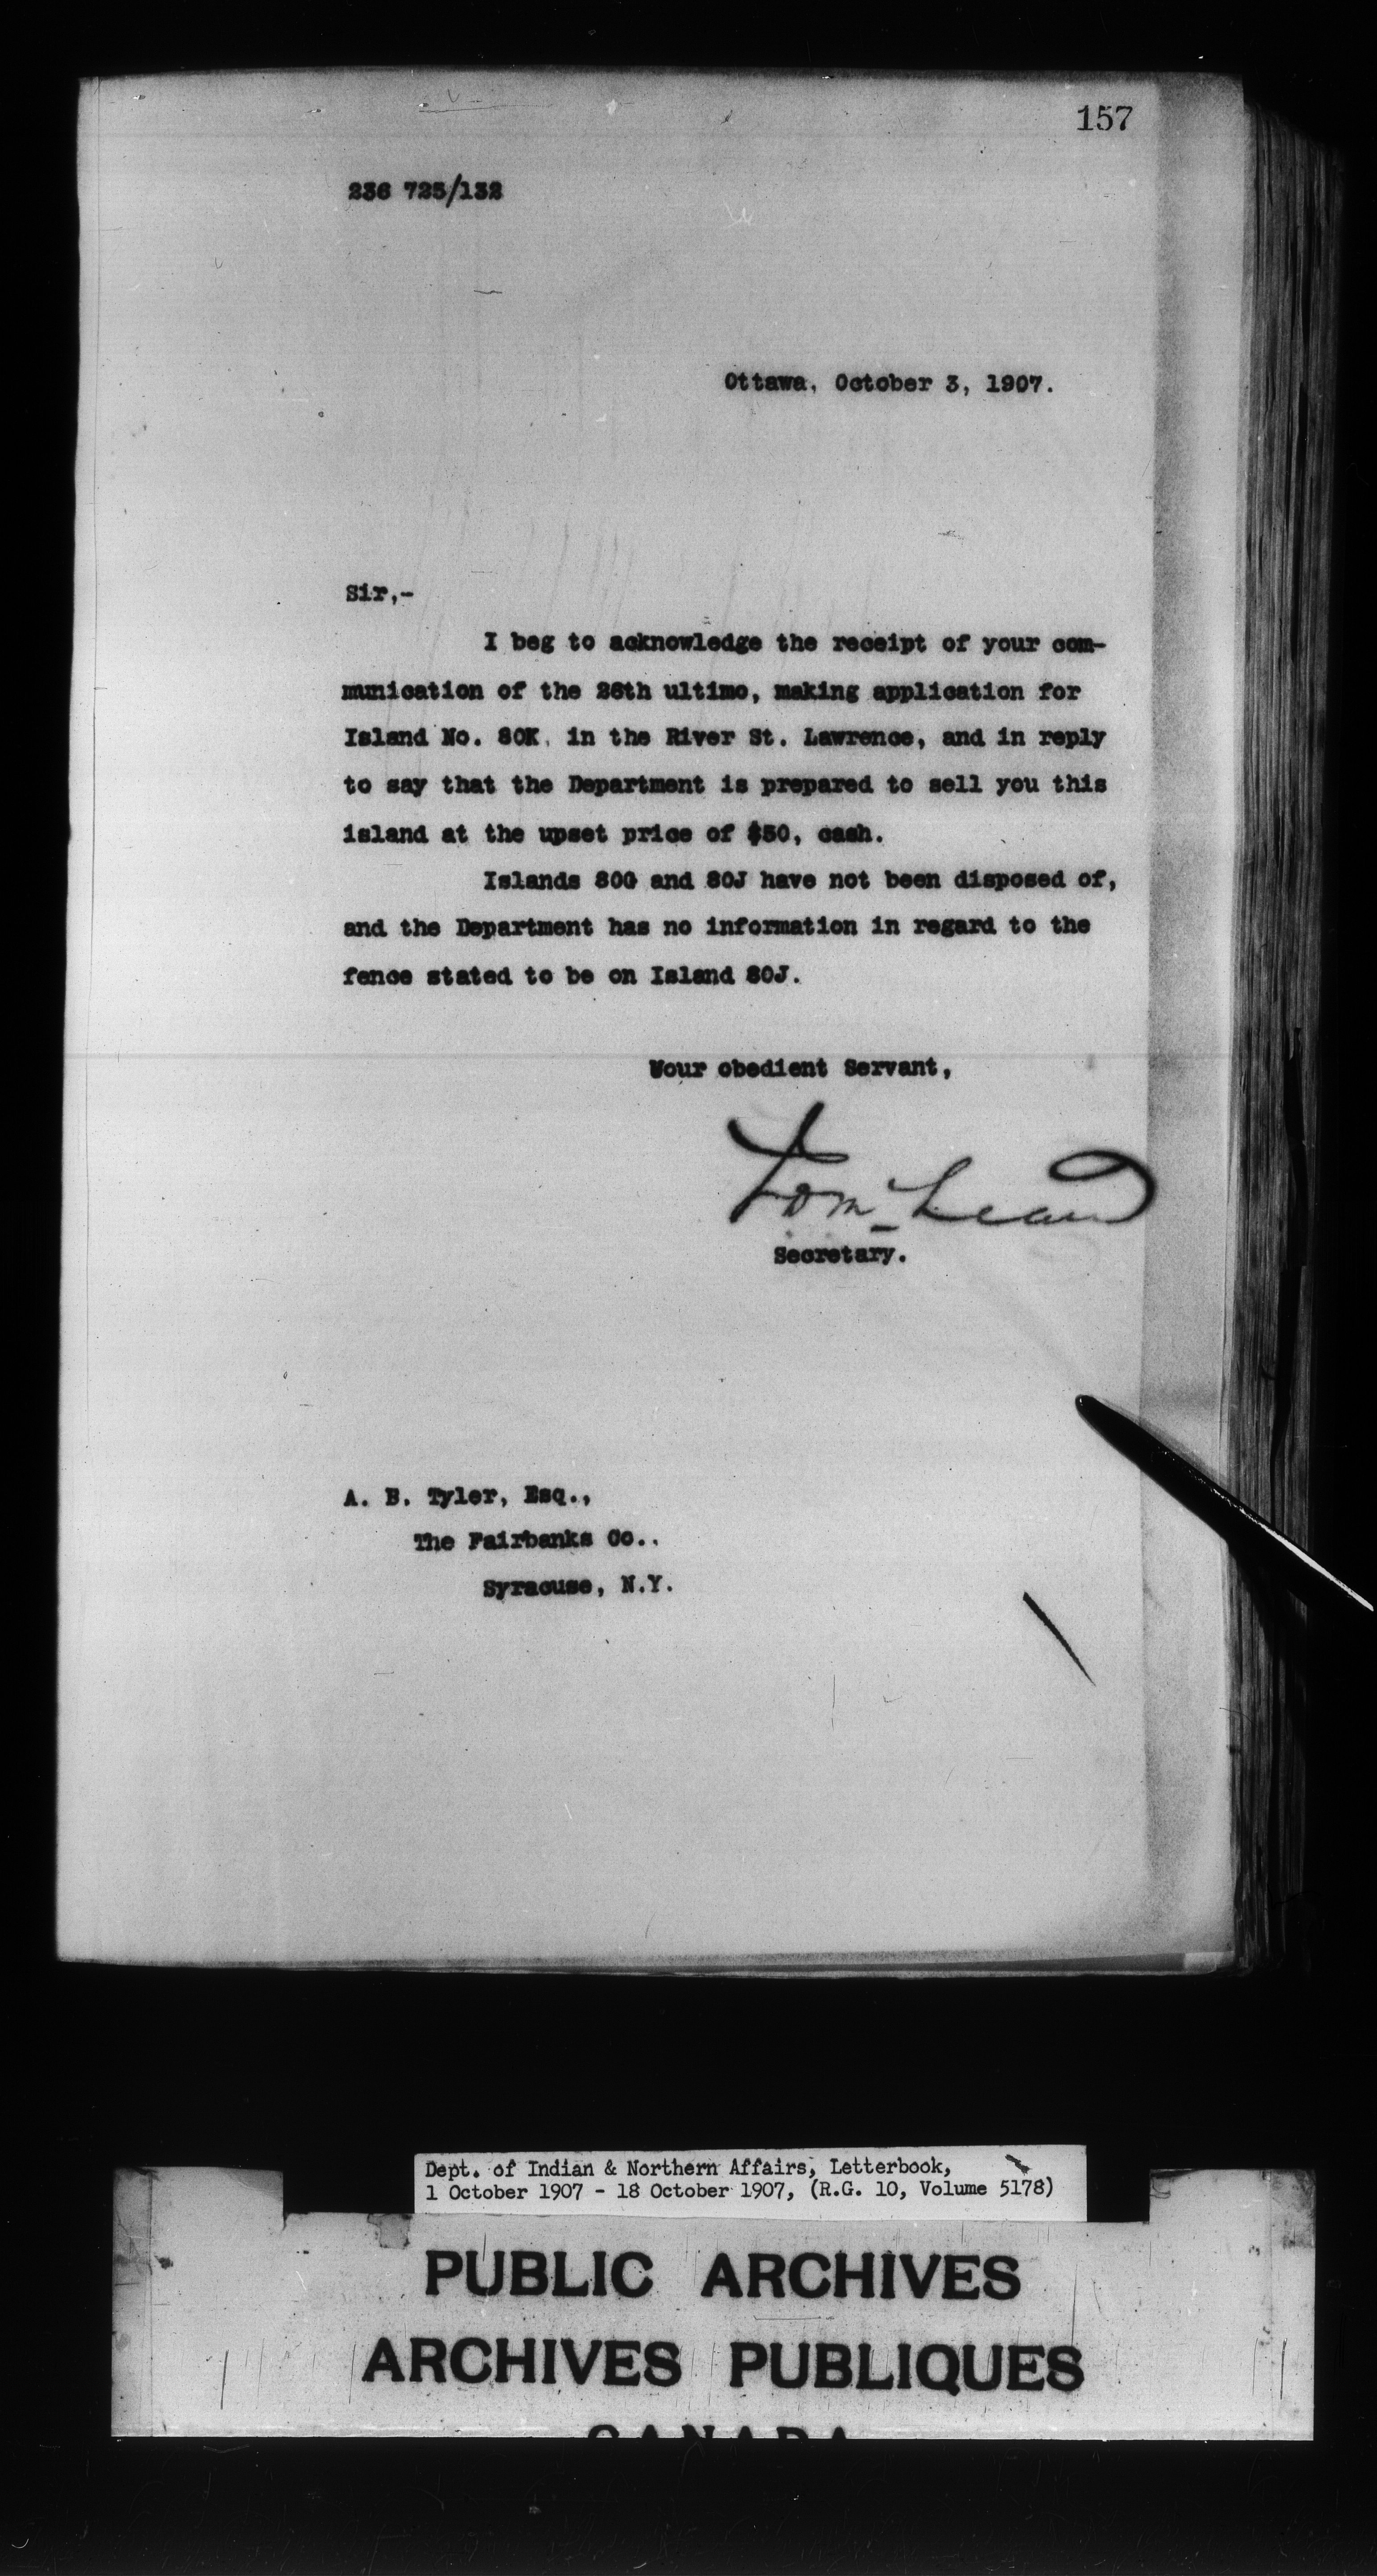 157
236 725/132
Ottawa, October 3, 1907.
Sir,-
I beg to acknowledge the receipt of your com-
munication of the 26th ultimo, making application for
Island No. 80K, in the River St. Lawrence, and in reply
to say that the Department is prepared to sell you this
island at the upset price of $50, cash.
Islands 80G and 80J have not been disposed of,
and the Department has no information in regard to the
fence stated to be on Island 80J.
Your obedient Servant,
Secretary.
A. B. Tyler, Esq.,
The Fairbanks Co.,
Syracuse, N.Y.
Dept. of Indian & Northern Affairs, Letterbook,
1 October 1907 - 18 October 1907, (R.G. 10, Volume 5178)
PUBLIC ARCHIVES
ARCHIVES PUBLIQUES
CANADA